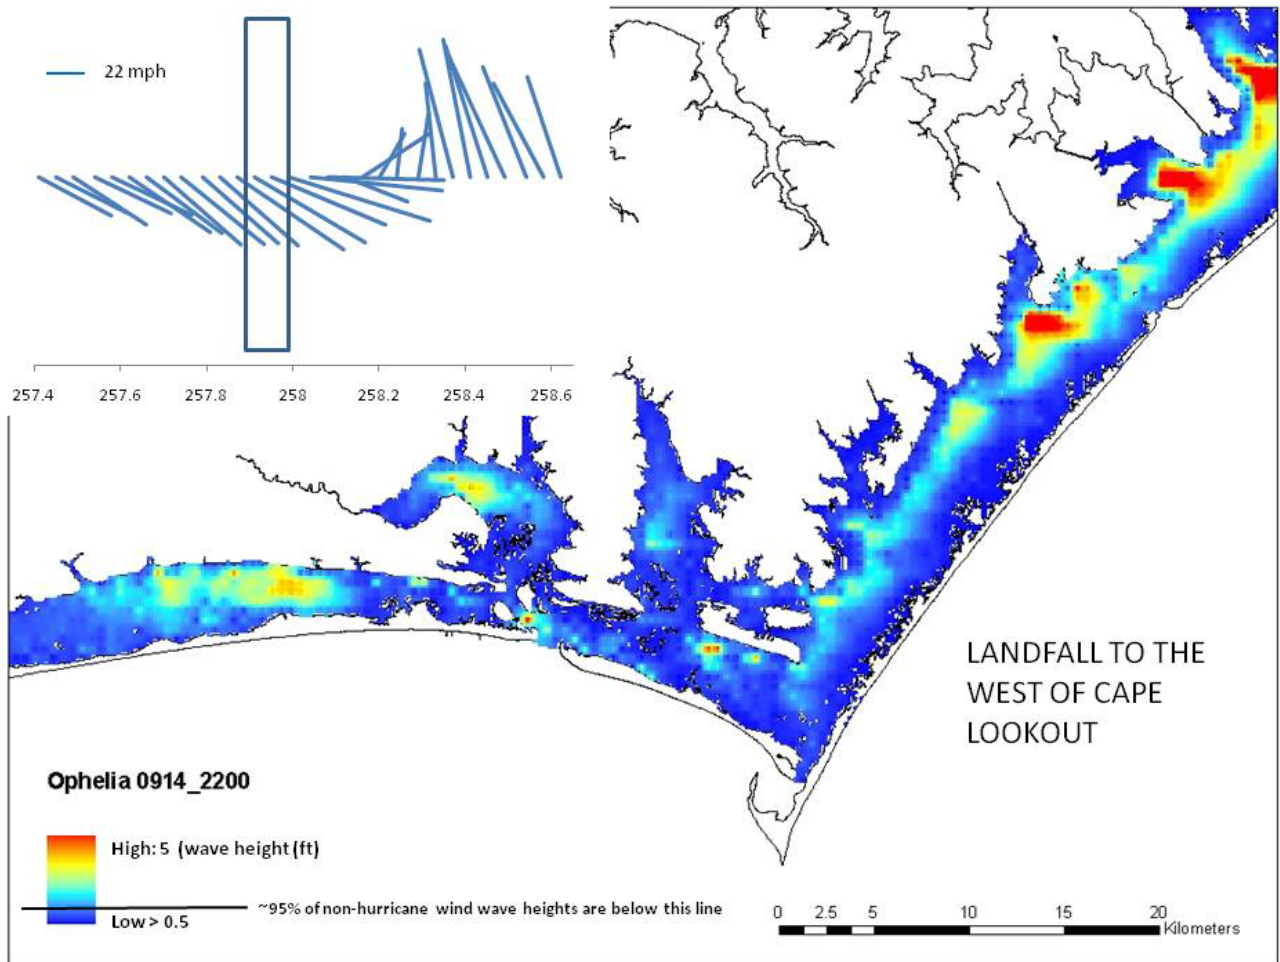 22 mph
257.4 257.6 257.8 258 258.2 258.4 258.6
LANDFALL TO THE
WEST OF CAPE
LOOKOUT
Ophelia 0914_2200
High: 5 (wave height (ft)
~95% of non-hurricane wind wave heights are below this line
Low > 0.5
0 2.5 5 10 15 20
Kilometers